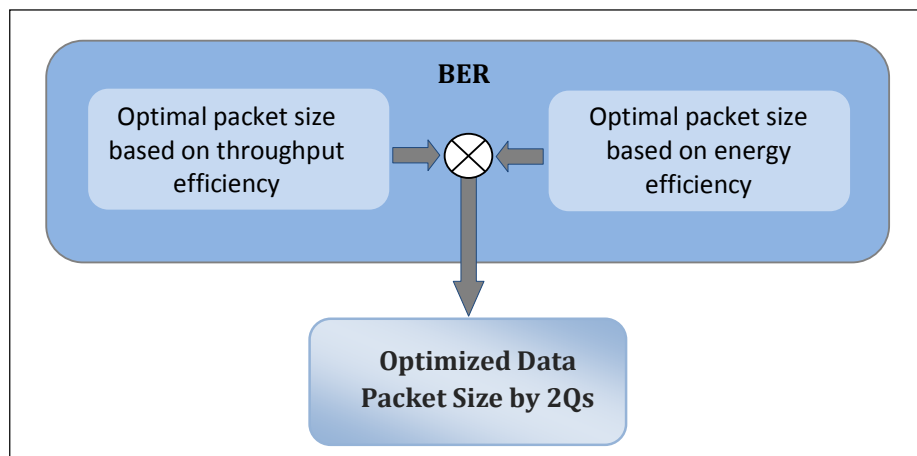 BER
Optimal packet size
based on throughput
efficiency
Optimal packet size
based on energy
efficiency
Optimized Data
Packet Size by 2Qs